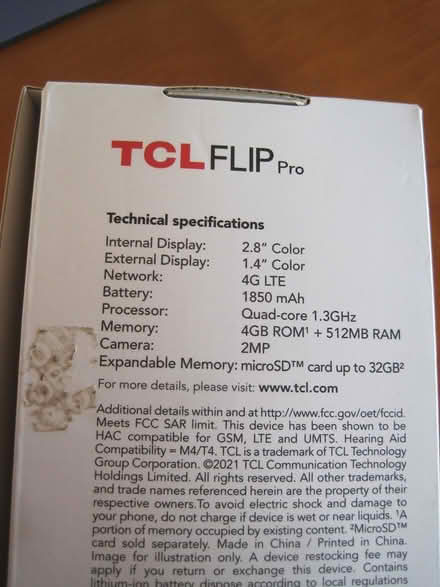 TCL FLIP Pro
Technical specifications
Internal Display: 2.8” Color
External Display: 1.4” Color
Network: 4G LTE
Battery: 1850 mAh
Processor: Quad-core 1.3GHz
Memory: 4GB ROM¹ + 512MB RAM
Camera: 2MP
Expandable Memory: microSD™ card up to 32GB²
For more details, please visit: www.tcl.com
Additional details within and at http://www.fcc.gov/oet/fccid.
Meets FCC SAR limit. This device has been shown to be
HAC compatible for GSM, LTE and UMTS. Hearing Aid
Compatibility = M4/T4. TCL is a trademark of TCL Technology
Group Corporation. ©2021 TCL Communication Technology
Holdings Limited. All rights reserved. All other trademarks,
and trade names referenced herein are the property of their
respective owners.To avoid electric shock and damage to
your phone, do not charge if device is wet or near liquids. ¹A
portion of memory occupied by existing content. ²MicroSD™
card sold separately. Made in China / Printed in China.
Image for illustration only. A device restocking fee may
apply if you return or exchange this device. Contains
lithium-ion battery dispose according to local regulations